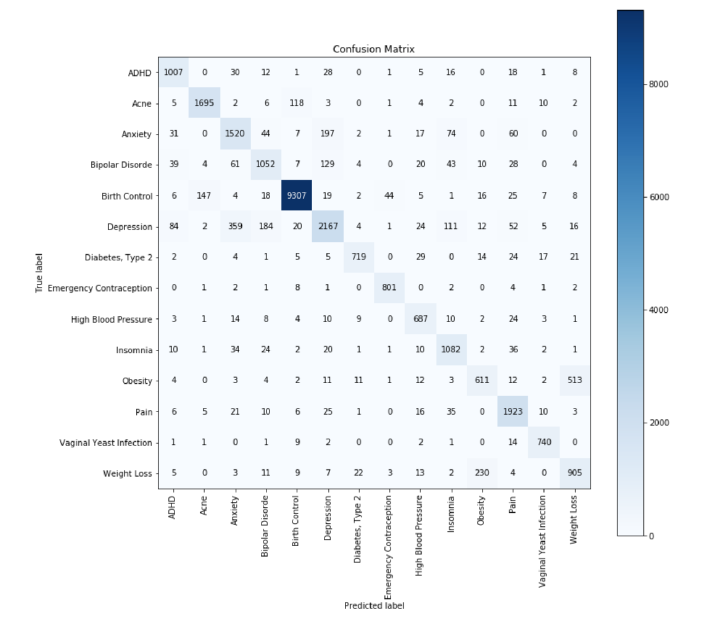 Confusion Matrix
ADHD 1007 0 30 12 1 28 0 1 5 16 0 18 1 8
Acne 5 1695 2 6 118 3 0 1 4 2 0 11 10 2
Anxiety 31 0 1520 44 7 197 2 1 17 74 0 60 0 0
Bipolar Disorde 39 4 61 1052 7 129 4 0 20 43 10 28 0 4
Birth Control 6 147 4 18 9307 19 2 44 5 1 16 25 7 8
Depression 84 2 359 184 20 2167 4 1 24 111 12 52 5 16
Diabetes, Type 2 2 0 4 1 5 5 719 0 29 0 14 24 17 21
Emergency Contraception 0 1 2 1 8 1 0 801 0 2 0 4 1 2
High Blood Pressure 3 1 14 8 4 10 9 0 687 10 2 24 3 1
Insomnia 10 1 34 24 2 20 1 1 10 1082 2 36 2 1
Obesity 4 0 3 4 2 11 11 1 12 3 611 12 2 513
Pain 6 5 21 10 6 25 1 0 16 35 0 1923 10 3
Vaginal Yeast Infection 1 1 0 1 9 2 0 0 2 1 0 14 740 0
Weight Loss 5 0 3 11 9 7 22 3 13 2 230 4 0 905
True label
ADHD
Acne
Anxiety
Bipolar Disorde
Birth Control
Depression
Diabetes, Type 2
Emergency Contraception
High Blood Pressure
Insomnia
Obesity
Pain
Vaginal Yeast Infection
Weight Loss
Predicted label
8000
6000
4000
2000
0